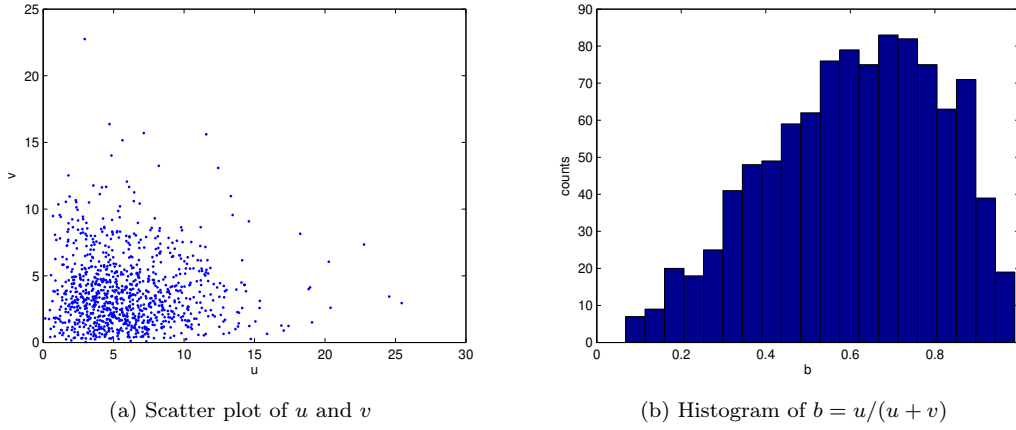 25
20
15
10
5
0
v
0 5 10 15 20 25 30
u
(a) Scatter plot of u and v
90
80
70
60
50
40
30
20
10
0
counts
0 0.2 0.4 0.6 0.8
b
(b) Histogram of b = u/(u + v)